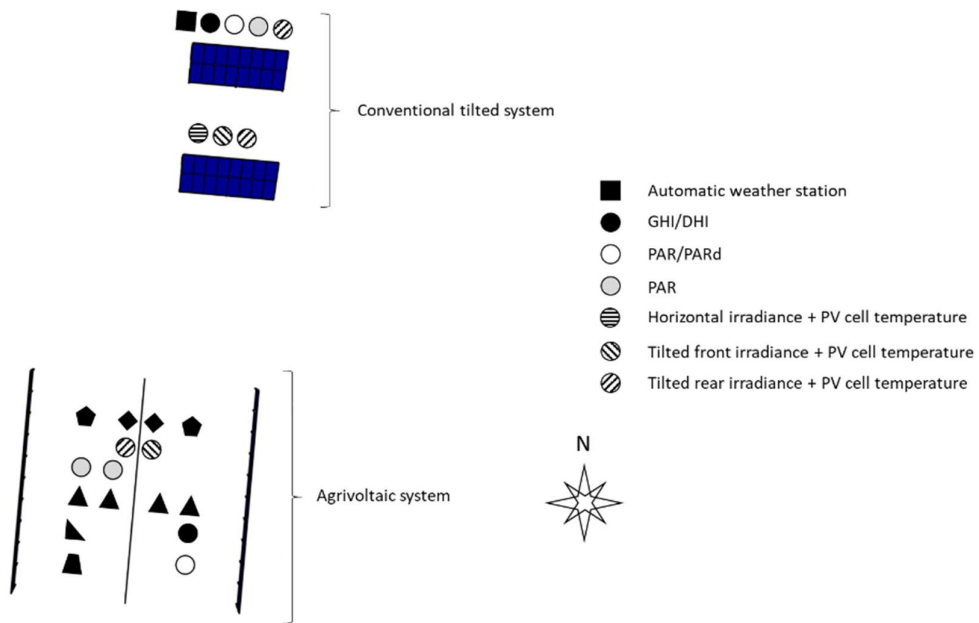 Conventional tilted system
Automatic weather station
GHI/DHI
PAR/PARd
PAR
Horizontal irradiance + PV cell temperature
Tilted front irradiance + PV cell temperature
Tilted rear irradiance + PV cell temperature
N
Agrivoltaic system